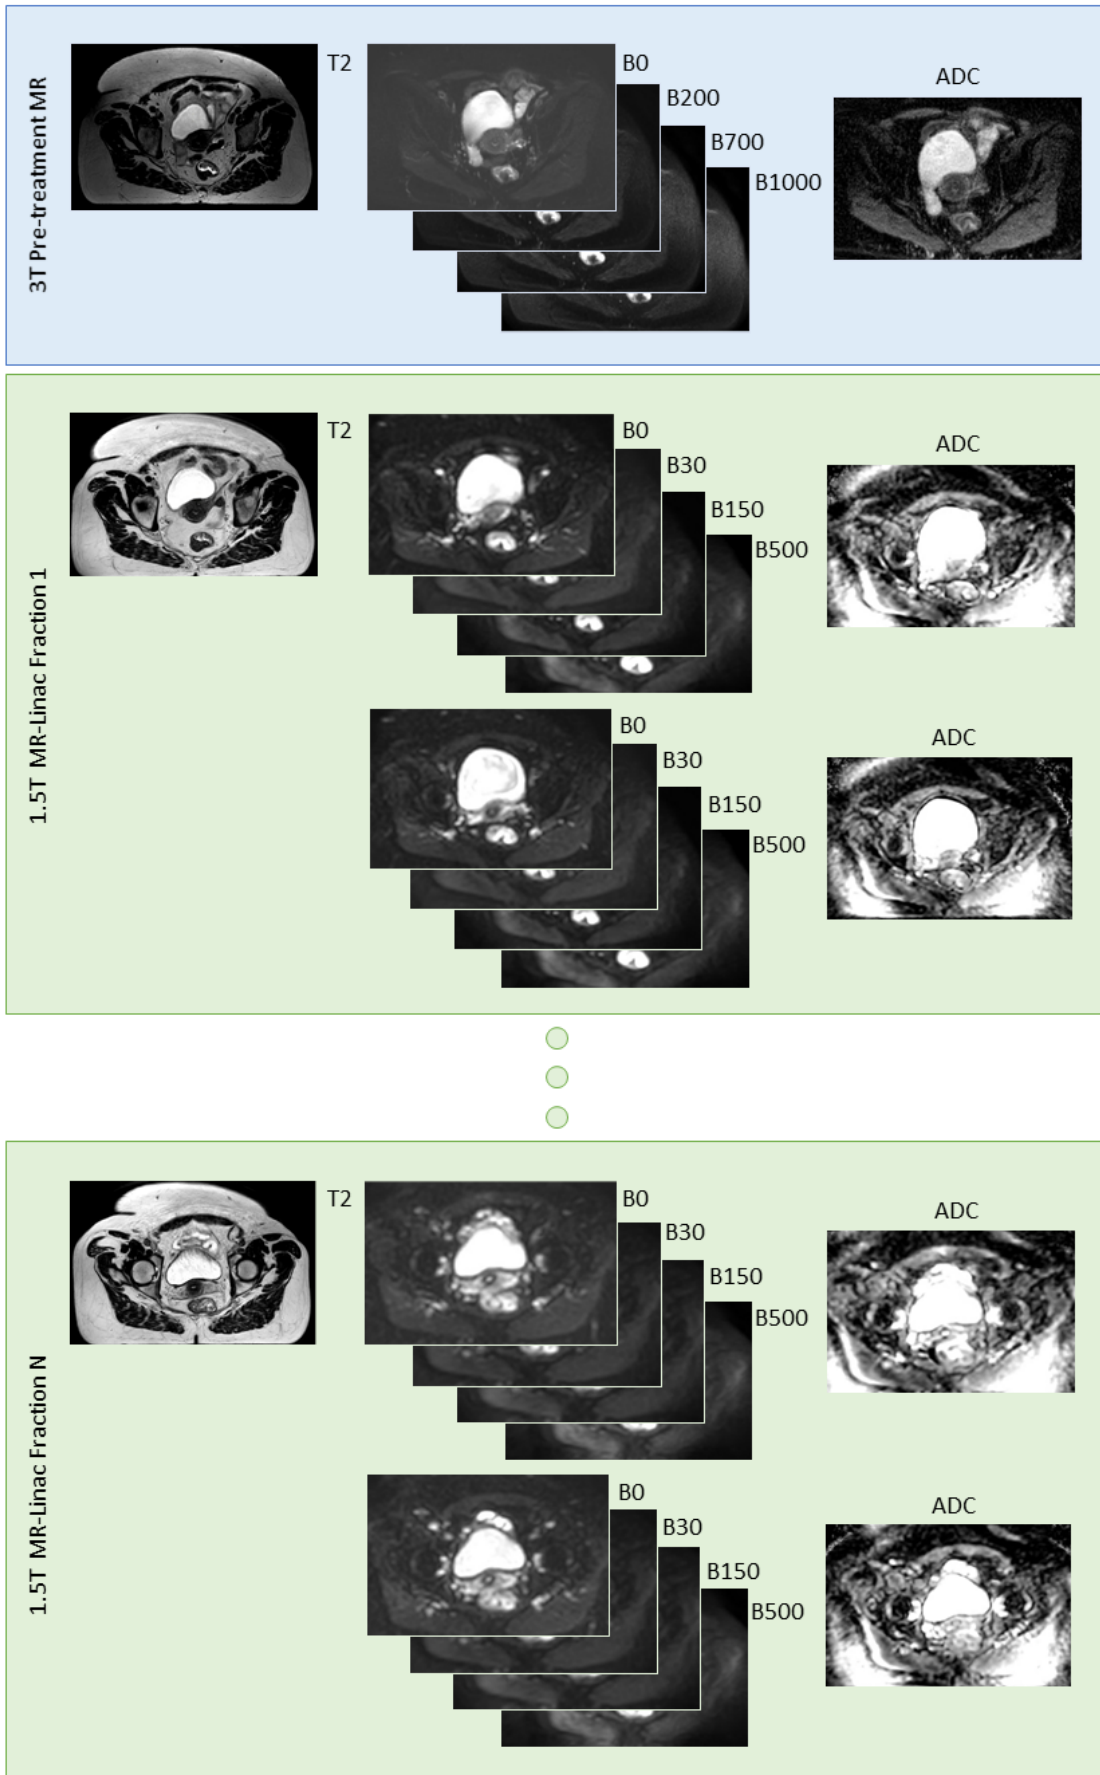 3T Pre-treatment MR
T2
B0
B200
B700
B1000
ADC
1.5T MR-Linac Fraction 1
T2
B0
B30
B150
B500
ADC
B0
B30
B150
B500
ADC
1.5T MR-Linac Fraction N
T2
B0
B30
B150
B500
ADC
B0
B30
B150
B500
ADC